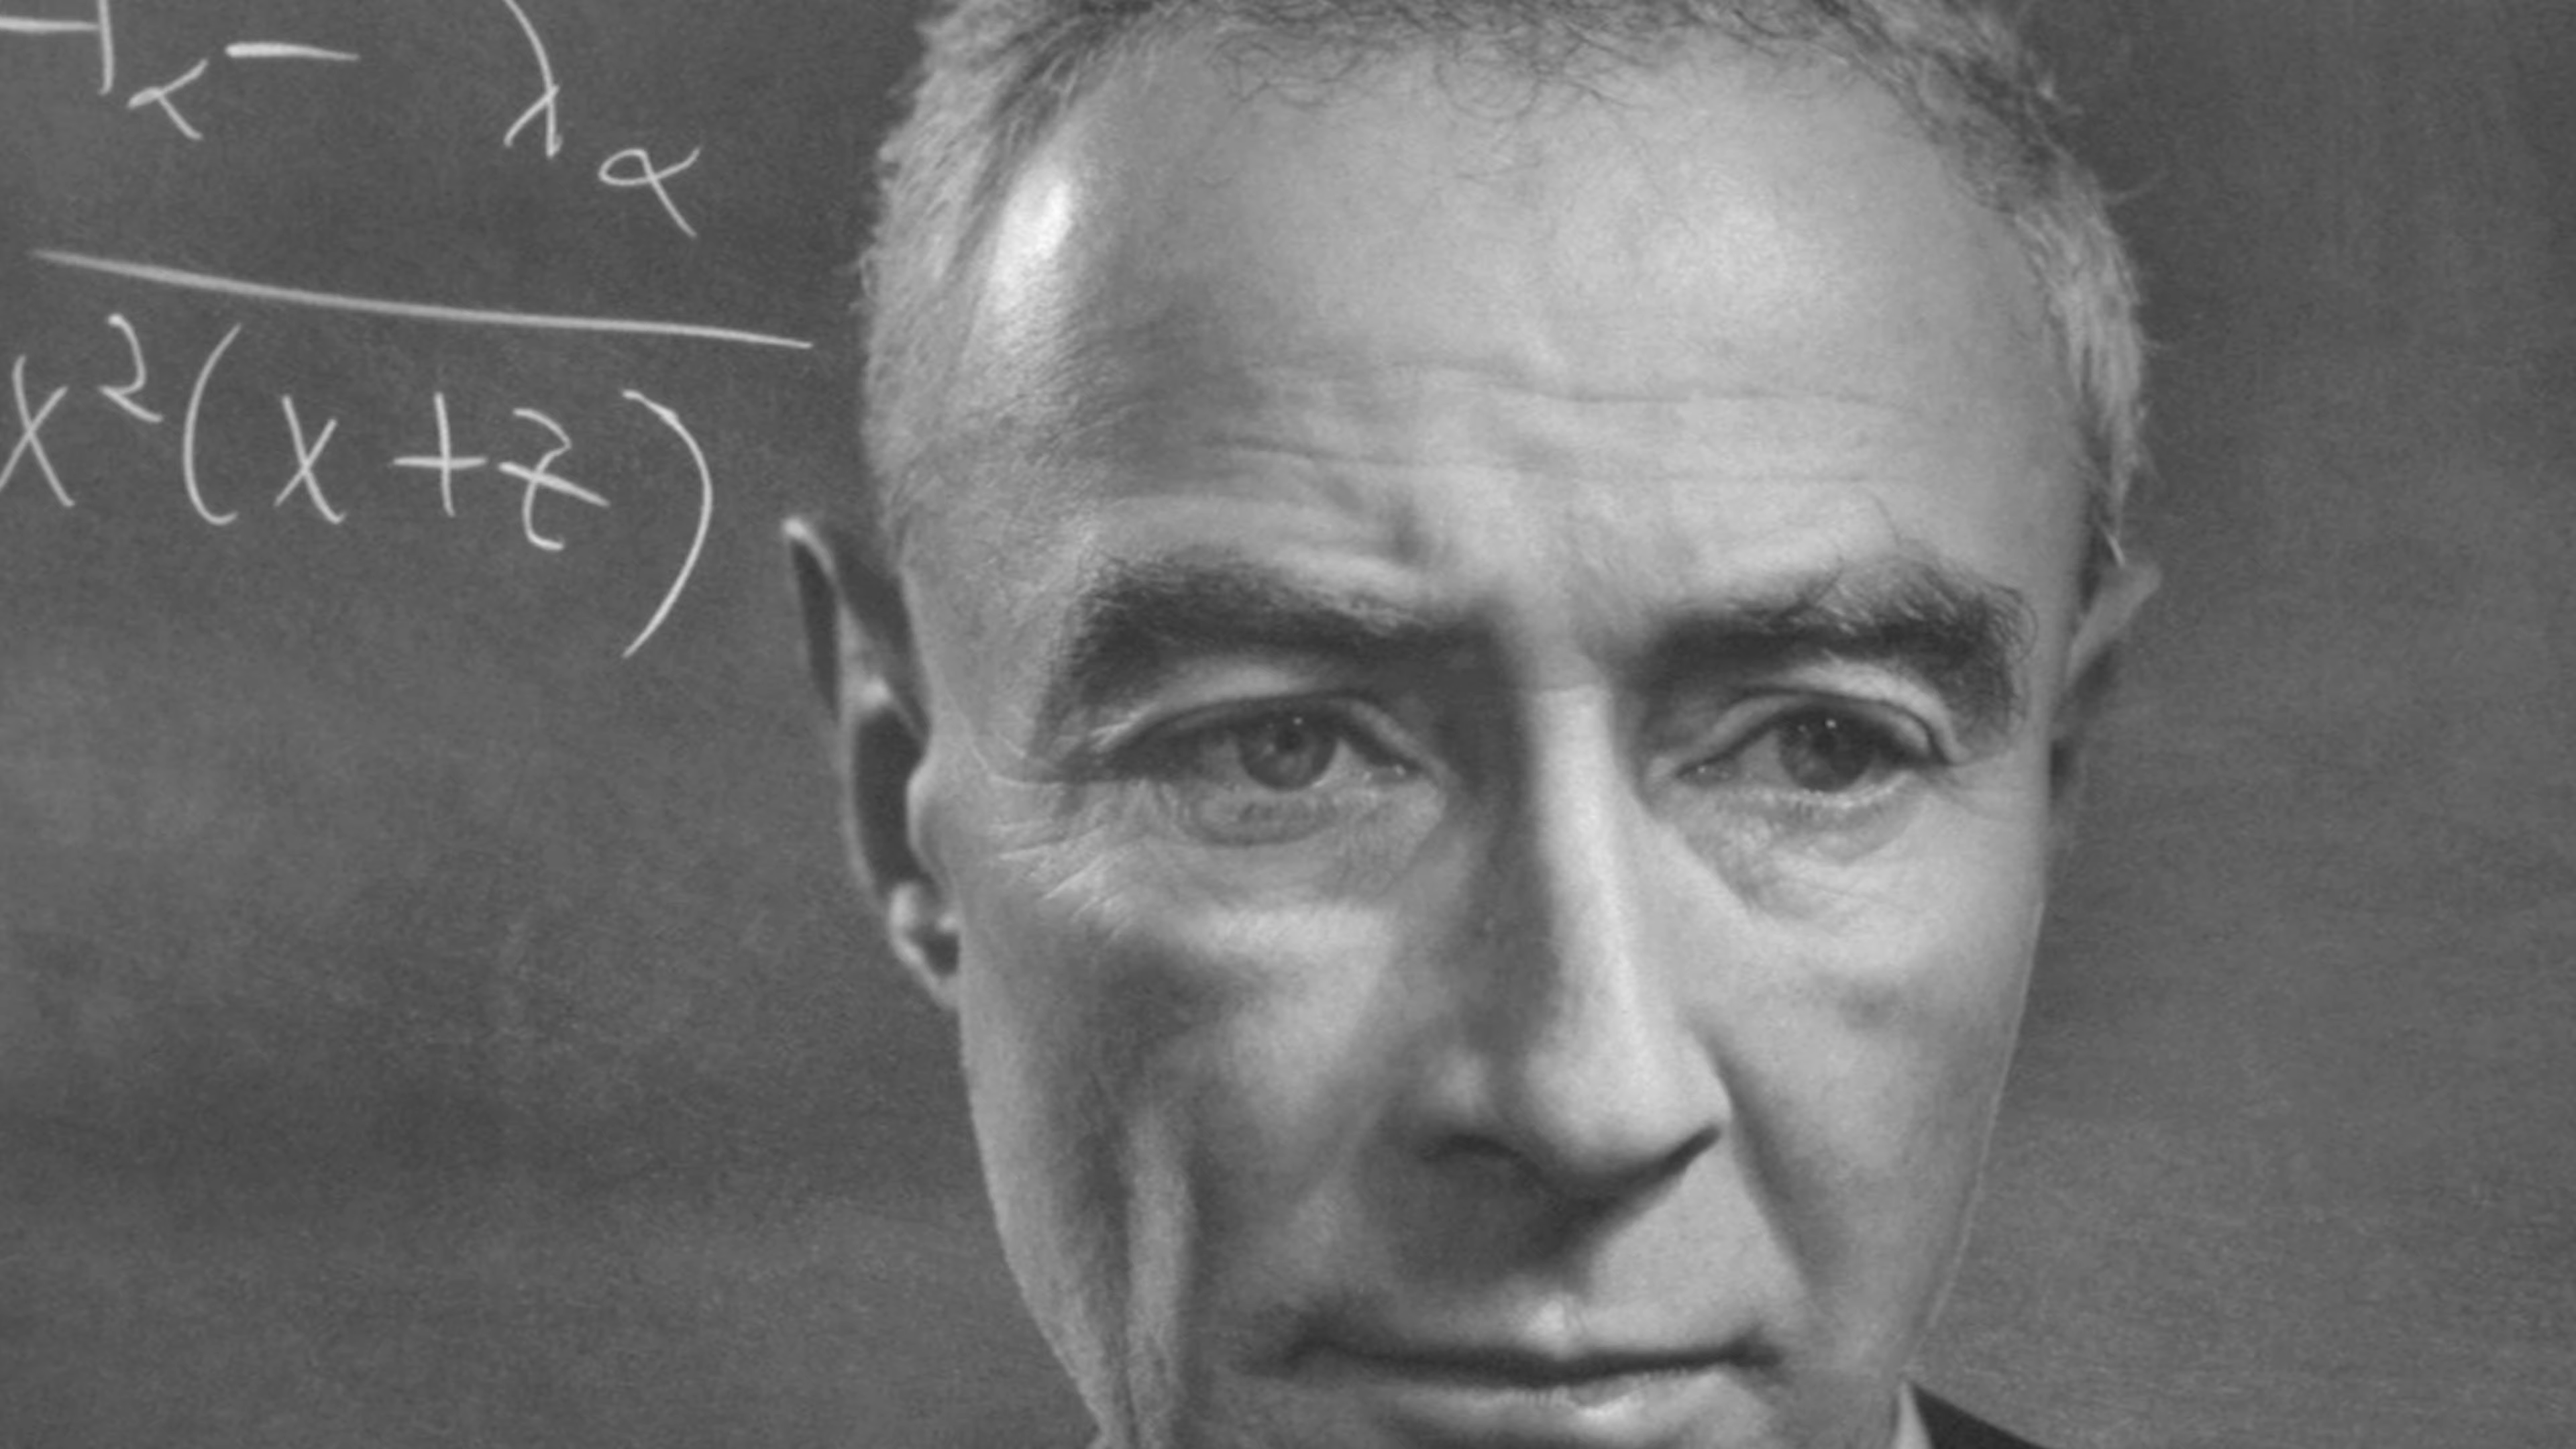 α - λα
x²(x+z)